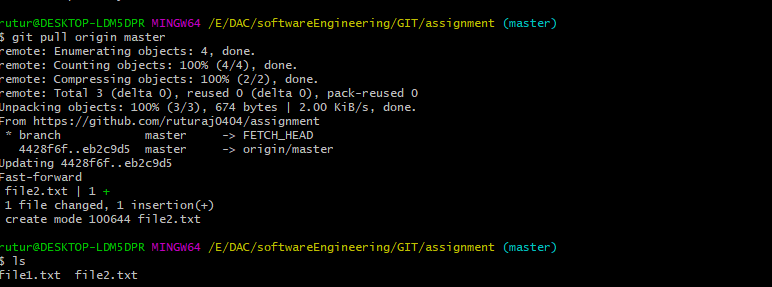 rutur@DESKTOP-LDM5DPR MINGW64 /E/DAC/softwareEngineering/GIT/assignment (master)
$ git pull origin master
remote: Enumerating objects: 4, done.
remote: Counting objects: 100% (4/4), done.
remote: Compressing objects: 100% (2/2), done.
remote: Total 3 (delta 0), reused 0 (delta 0), pack-reused 0
Unpacking objects: 100% (3/3), 674 bytes | 2.00 KiB/s, done.
From https://github.com/ruturaj0404/assignment
 * branch            master     -> FETCH_HEAD
   4428f6f..eb2c9d5  master     -> origin/master
Updating 4428f6f..eb2c9d5
Fast-forward
 file2.txt | 1 +
 1 file changed, 1 insertion(+)
 create mode 100644 file2.txt
rutur@DESKTOP-LDM5DPR MINGW64 /E/DAC/softwareEngineering/GIT/assignment (master)
$ ls
file1.txt  file2.txt